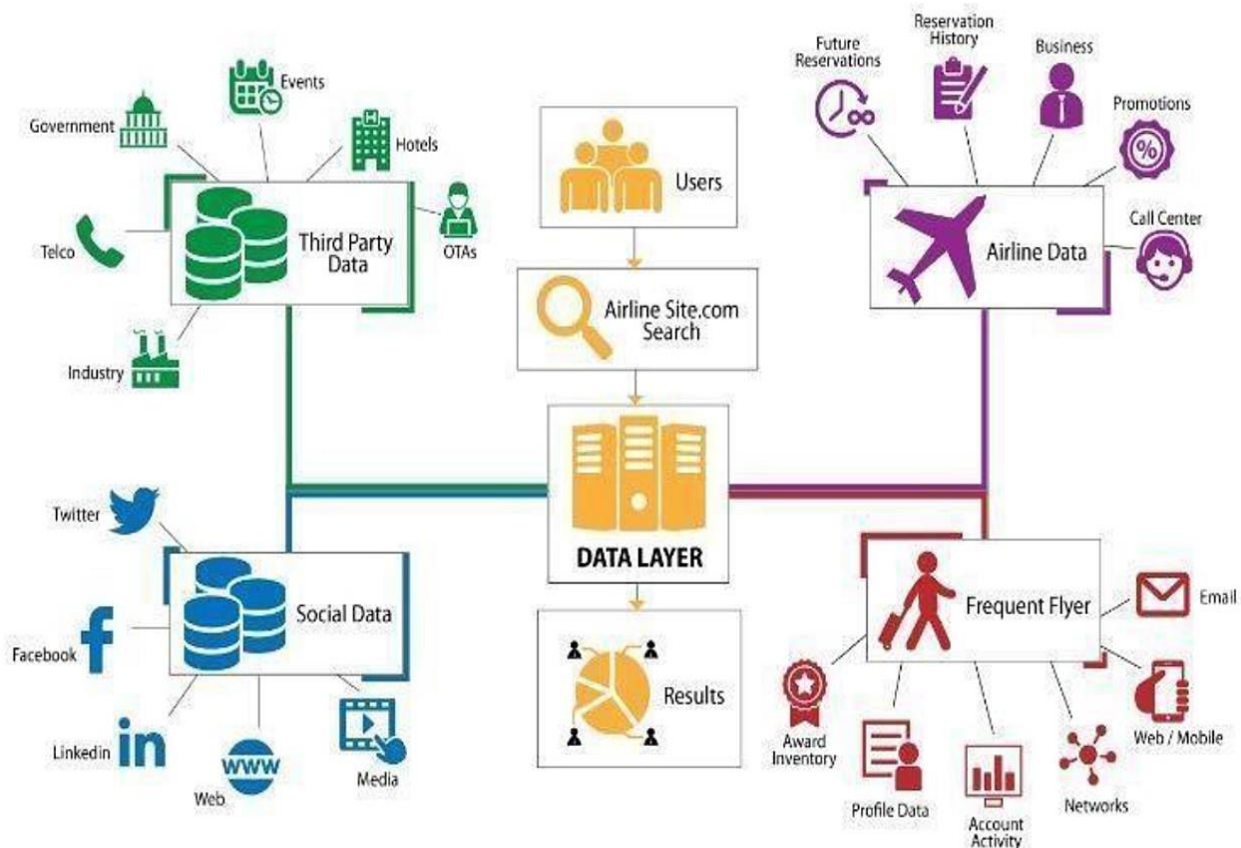 Government
Events
Hotels
Third Party
Data
OTAs
Telco
Industry
Users
Airline Site.com
Search
DATA LAYER
Results
Future
Reservations
Reservation
History
Business
Promotions
%
Airline Data
Call Center
Twitter
Social Data
Facebook
Linkedin
in
Web
www
Media
Frequent Flyer
Email
Web / Mobile
Award
Inventory
Profile Data
Account
Activity
Networks
H
f